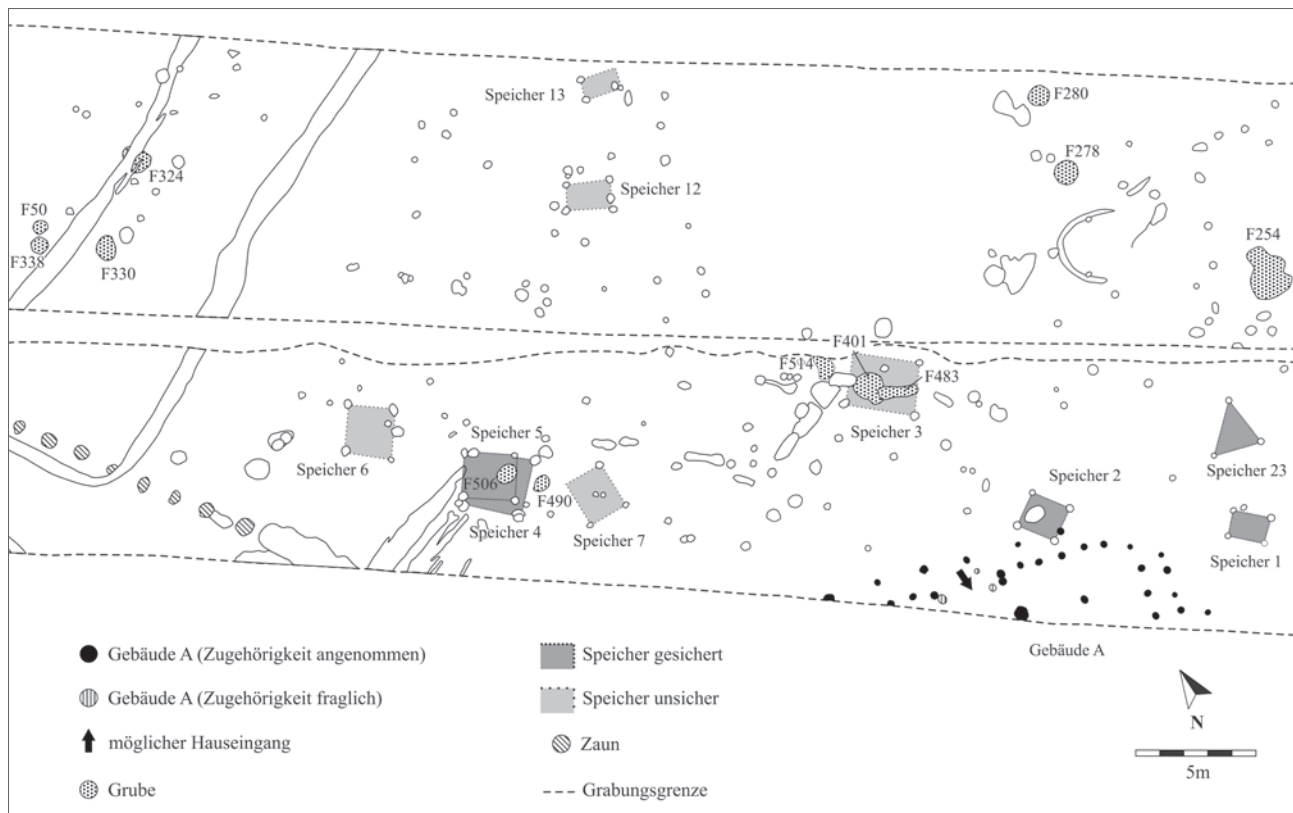 Speicher 13
F280
F278
F324
Speicher 12
F50
F338
F330
F254
F401
F514
F483
Speicher 3
Speicher 5
Speicher 6
F506
F490
Speicher 4
Speicher 7
Speicher 23
Speicher 2
Speicher 1
Gebäude A
Gebäude A (Zugehörigkeit angenommen)
Gebäude A (Zugehörigkeit fraglich)
möglicher Hauseingang
Grube
Speicher gesichert
Speicher unsicher
Zaun
Grabungsgrenze
N
5m